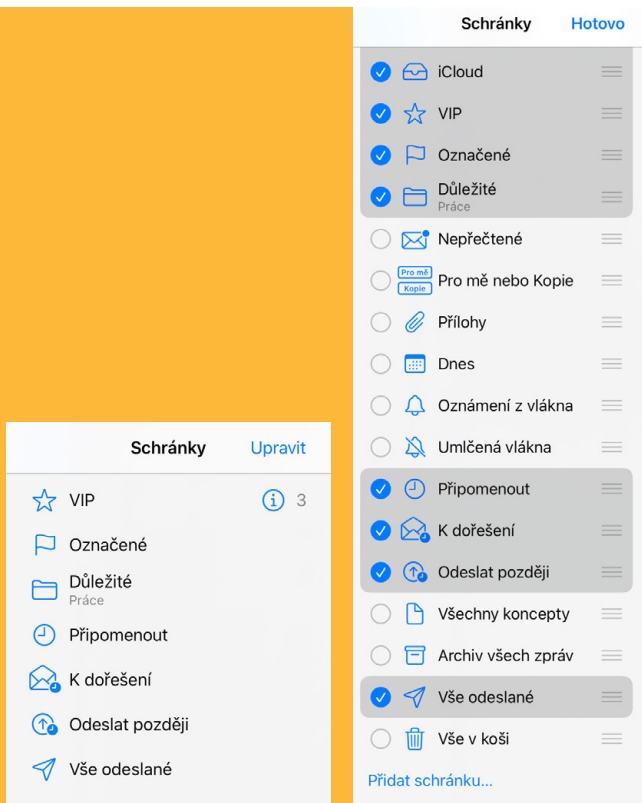 Schránky Upravit
VIP 3
Označené
Důležité
Práce
Připomenout
K dořešení
Odeslat později
Vše odeslané
Schránky Hotovo
iCloud
VIP
Označené
Důležité
Práce
Nepřečtené
Pro mě
Kopie
Pro mě nebo Kopie
Přílohy
Dnes
Oznámení z vlákna
Umlčená vlákna
Připomenout
K dořešení
Odeslat později
Všechny koncepty
Archiv všech zpráv
Vše odeslané
Vše v koši
Přidat schránku...